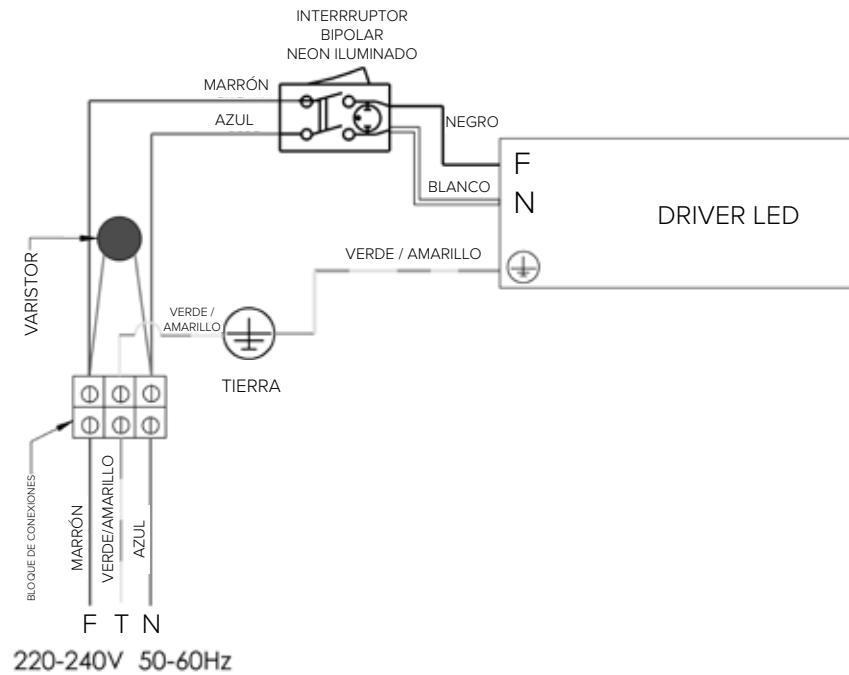 INTERRRUPTOR
BIPOLAR
NEON ILUMINADO
MARRÓN
AZUL
NEGRO
BLANCO
F
N
DRIVER LED
VERDE / AMARILLO
VARISTOR
VERDE /
AMARILLO
TIERRA
BLOQUE DE CONEXIONES
MARRÓN
VERDE/AMARILLO
AZUL
F T N
220-240V 50-60Hz